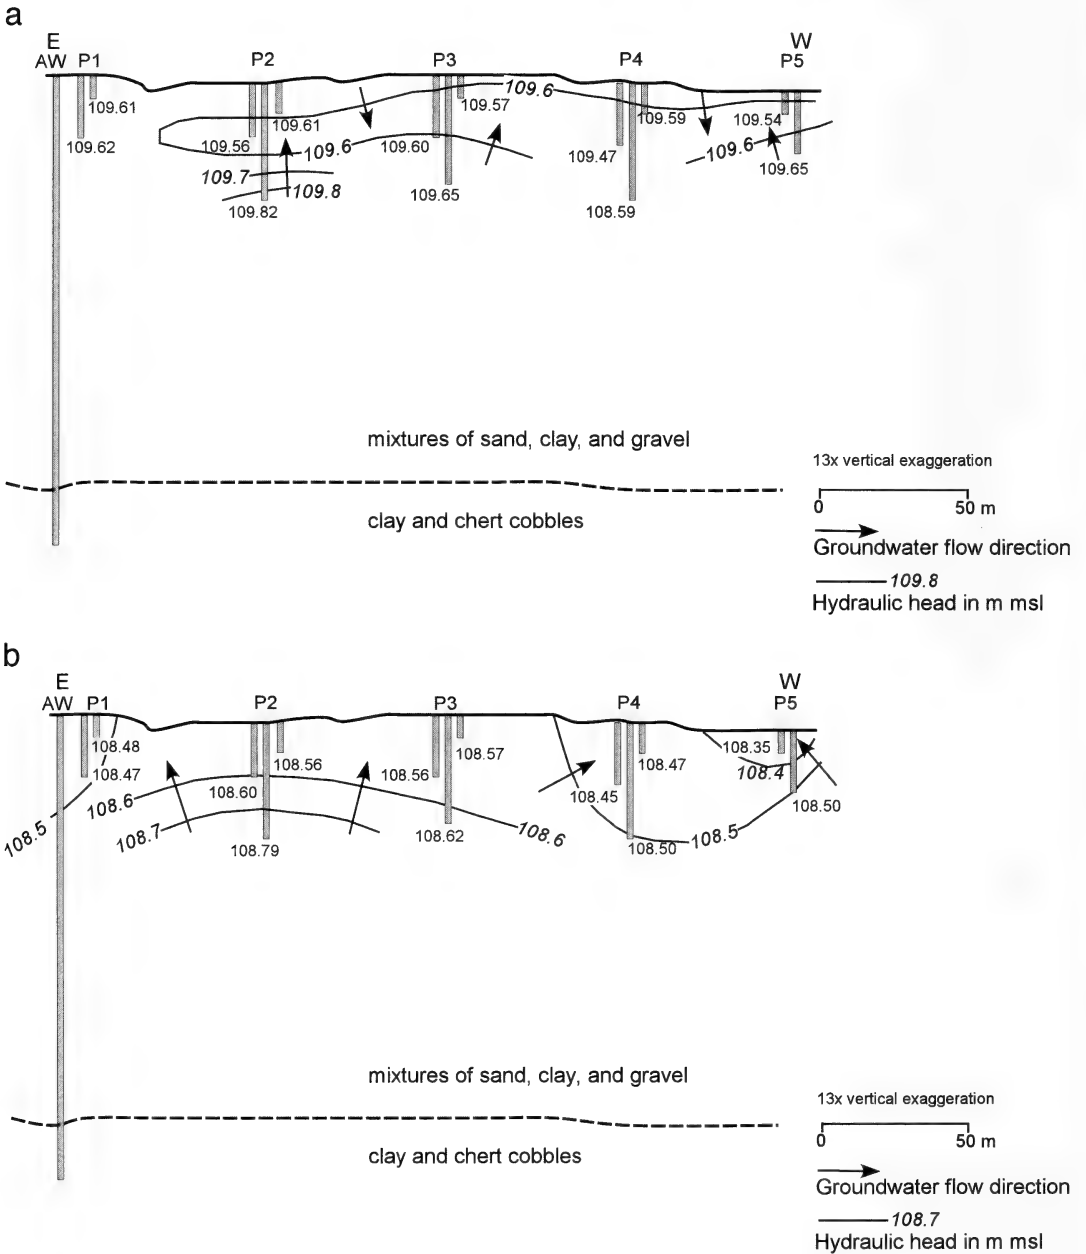 a
E W
AW P1 P2 P3 P4 P5
109.6
109.61 109.57
109.61 109.59 109.54
109.62 109.56 109.6 109.60 109.47 109.6
109.7 109.65 109.65
109.8
109.82 108.59
mixtures of sand, clay, and gravel
13x vertical exaggeration
0 50 m
clay and chert cobbles
Groundwater flow direction
109.8
Hydraulic head in m msl
b
E W
AW P1 P2 P3 P4 P5
108.48 108.57 108.35
108.47 108.56 108.56 108.47 108.4
108.6 108.60 108.45 108.50
108.5 108.7 108.62 108.6 108.5
108.79 108.50
mixtures of sand, clay, and gravel
13x vertical exaggeration
0 50 m
clay and chert cobbles
Groundwater flow direction
108.7
Hydraulic head in m msl